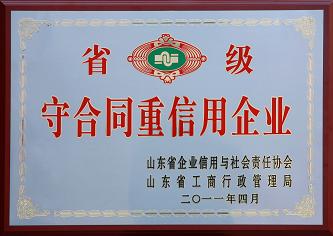 省级
守合同重信用企业
山东省企业信用与社会责任协会
山东省工商行政管理局
二〇一一年四月